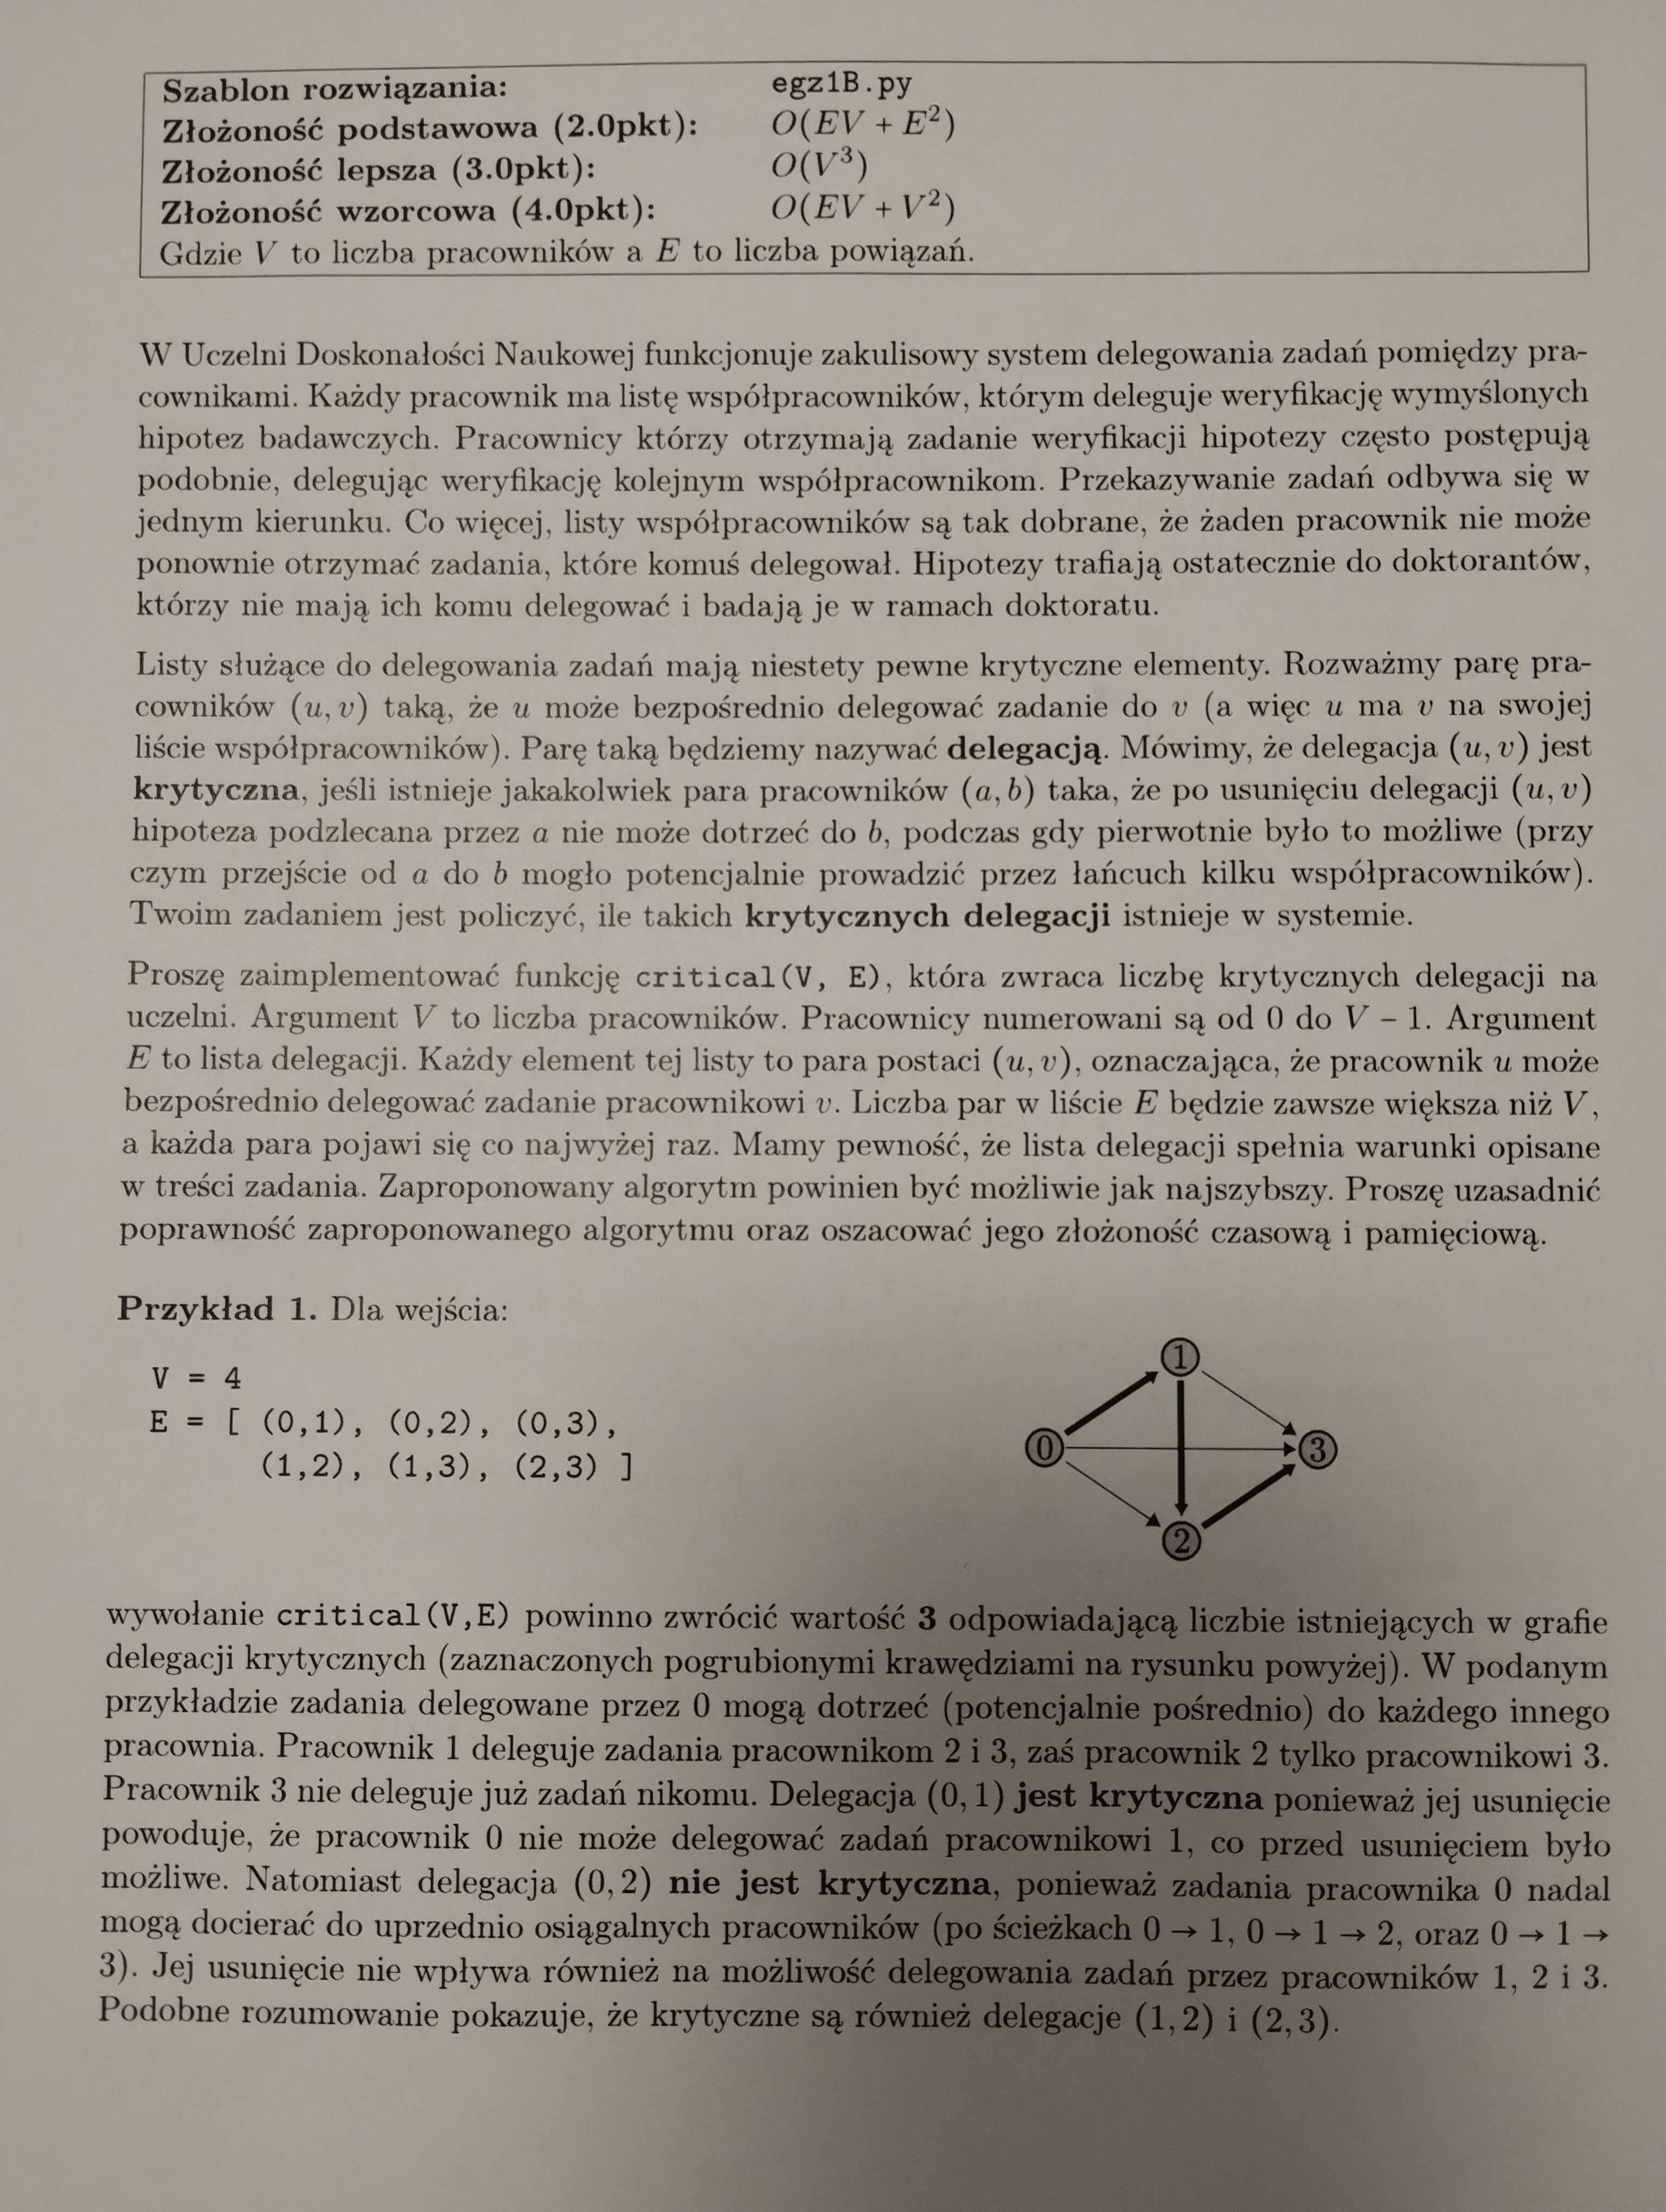 Szablon rozwiązania: egz1B.py
Złożoność podstawowa (2.0pkt): O(EV + E²)
Złożoność lepsza (3.0pkt): O(V³)
Złożoność wzorcowa (4.0pkt): O(EV + V²)
Gdzie V to liczba pracowników a E to liczba powiązań.
W Uczelni Doskonałości Naukowej funkcjonuje zakulisowy system delegowania zadań pomiędzy pra-
cownikami. Każdy pracownik ma listę współpracowników, którym deleguje weryfikację wymyślonych
hipotez badawczych. Pracownicy którzy otrzymają zadanie weryfikacji hipotezy często postępują
podobnie, delegując weryfikację kolejnym współpracownikom. Przekazywanie zadań odbywa się w
jednym kierunku. Co więcej, listy współpracowników są tak dobrane, że żaden pracownik nie może
ponownie otrzymać zadania, które komuś delegował. Hipotezy trafiają ostatecznie do doktorantów,
którzy nie mają ich komu delegować i badają je w ramach doktoratu.
Listy służące do delegowania zadań mają niestety pewne krytyczne elementy. Rozważmy parę pra-
cowników (u, v) taką, że u może bezpośrednio delegować zadanie do v (a więc u ma v na swojej
liście współpracowników). Parę taką będziemy nazywać delegacją. Mówimy, że delegacja (u, v) jest
krytyczna, jeśli istnieje jakakolwiek para pracowników (a, b) taka, że po usunięciu delegacji (u, v)
hipoteza podzlecana przez a nie może dotrzeć do b, podczas gdy pierwotnie było to możliwe (przy
czym przejście od a do b mogło potencjalnie prowadzić przez łańcuch kilku współpracowników).
Twoim zadaniem jest policzyć, ile takich krytycznych delegacji istnieje w systemie.
Proszę zaimplementować funkcję critical(V, E), która zwraca liczbę krytycznych delegacji na
uczelni. Argument V to liczba pracowników. Pracownicy numerowani są od 0 do V − 1. Argument
E to lista delegacji. Każdy element tej listy to para postaci (u, v), oznaczająca, że pracownik u może
bezpośrednio delegować zadanie pracownikowi v. Liczba par w liście E będzie zawsze większa niż V,
a każda para pojawi się co najwyżej raz. Mamy pewność, że lista delegacji spełnia warunki opisane
w treści zadania. Zaproponowany algorytm powinien być możliwie jak najszybszy. Proszę uzasadnić
poprawność zaproponowanego algorytmu oraz oszacować jego złożoność czasową i pamięciową.
Przykład 1. Dla wejścia:
V = 4
E = [ (0,1), (0,2), (0,3),
(1,2), (1,3), (2,3) ]
1
0
3
2
wywołanie critical(V,E) powinno zwrócić wartość 3 odpowiadającą liczbie istniejących w grafie
delegacji krytycznych (zaznaczonych pogrubionymi krawędziami na rysunku powyżej). W podanym
przykładzie zadania delegowane przez 0 mogą dotrzeć (potencjalnie pośrednio) do każdego innego
pracownia. Pracownik 1 deleguje zadania pracownikom 2 i 3, zaś pracownik 2 tylko pracownikowi 3.
Pracownik 3 nie deleguje już zadań nikomu. Delegacja (0, 1) jest krytyczna ponieważ jej usunięcie
powoduje, że pracownik 0 nie może delegować zadań pracownikowi 1, co przed usunięciem było
możliwe. Natomiast delegacja (0, 2) nie jest krytyczna, ponieważ zadania pracownika 0 nadal
mogą docierać do uprzednio osiągalnych pracowników (po ścieżkach 0 → 1, 0 → 1 → 2, oraz 0 → 1 →
3). Jej usunięcie nie wpływa również na możliwość delegowania zadań przez pracowników 1, 2 i 3.
Podobne rozumowanie pokazuje, że krytyczne są również delegacje (1, 2) i (2, 3).